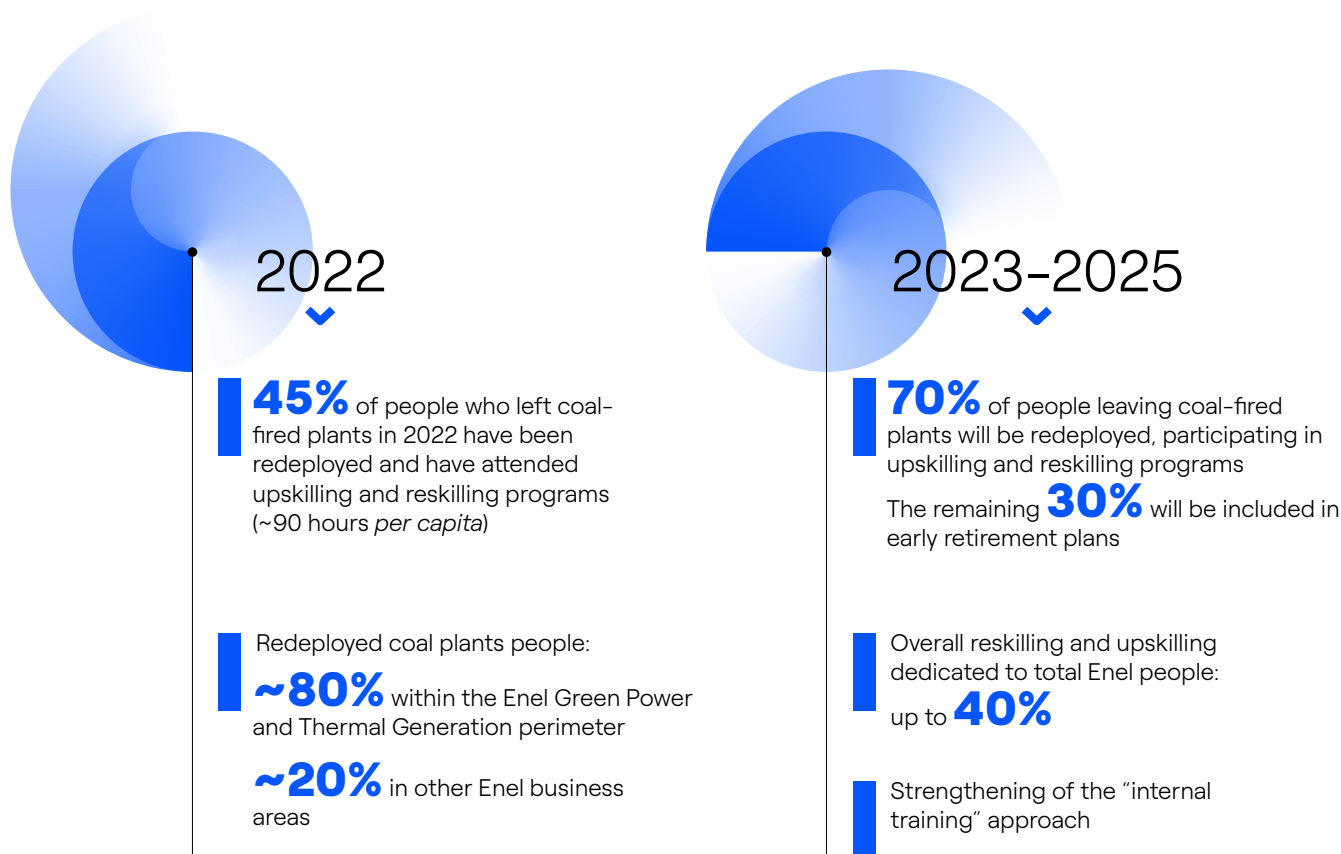 2022
45% of people who left coal-
fired plants in 2022 have been
redeployed and have attended
upskilling and reskilling programs
(~90 hours per capita)
Redeployed coal plants people:
~80% within the Enel Green Power
and Thermal Generation perimeter
~20% in other Enel business
areas
2023-2025
70% of people leaving coal-fired
plants will be redeployed, participating in
upskilling and reskilling programs
The remaining 30% will be included in
early retirement plans
Overall reskilling and upskilling
dedicated to total Enel people:
up to 40%
Strengthening of the “internal
training” approach